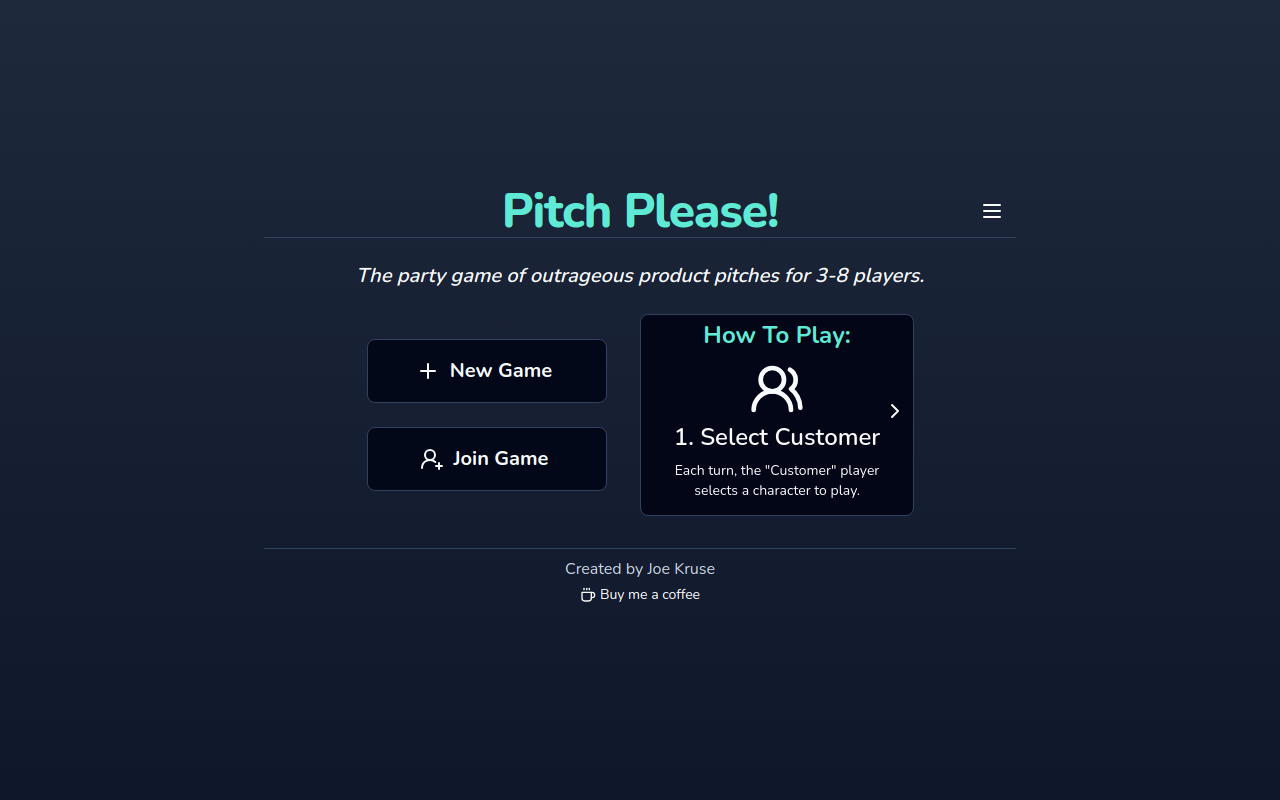 Pitch Please!
The party game of outrageous product pitches for 3-8 players.
New Game
Join Game
How To Play:
1. Select Customer
Each turn, the "Customer" player
selects a character to play.
Created by Joe Kruse
Buy me a coffee